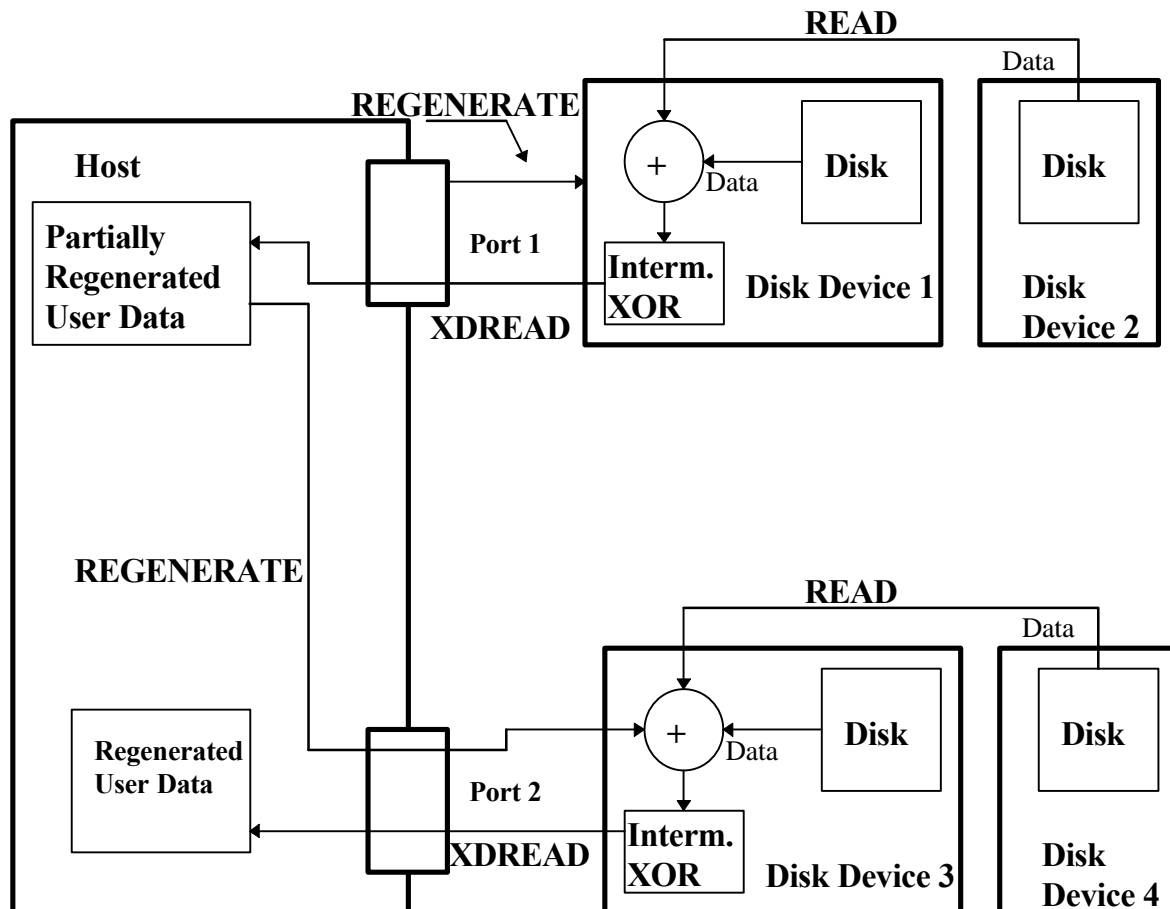 READ
Data
REGENERATE
Host
+
Data
Disk
Disk
Partially
Regenerated
User Data
Port 1
Interm.
XOR
Disk Device 1
Disk
Device 2
XDREAD
REGENERATE
READ
Data
+
Data
Disk
Disk
Regenerated
User Data
Port 2
Interm.
XOR
XDREAD
Disk Device 3
Disk
Device 4